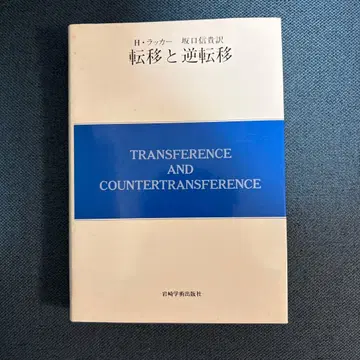 H・ラッカー 坂口信貴訳
転移と逆転移
TRANSFERENCE
AND
COUNTERTRANSFERENCE
岩崎学術出版社